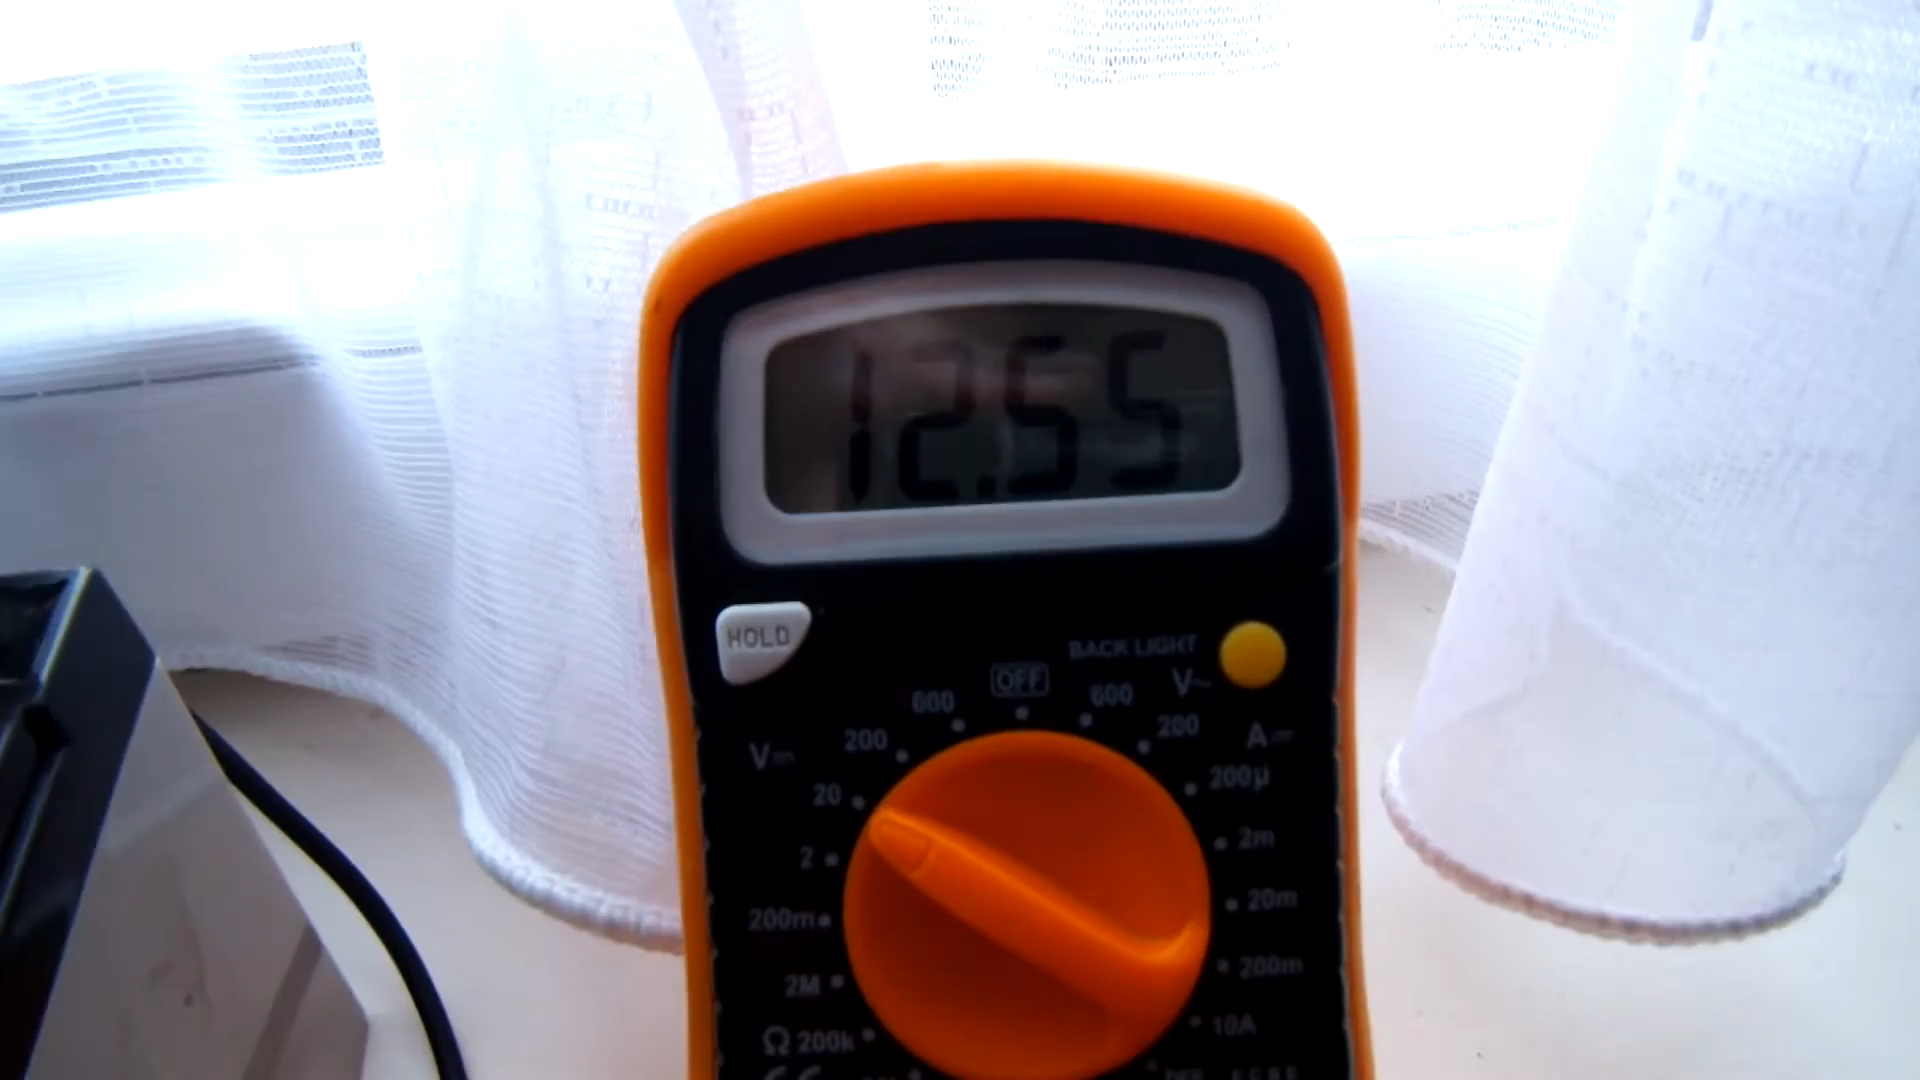 12.55
HOLD
BACK LIGHT
OFF
600
600
V~
200
200
V⎓
A⎓
20
200µ
2
2m
200m
20m
2M
200m
Ω 200k
10A